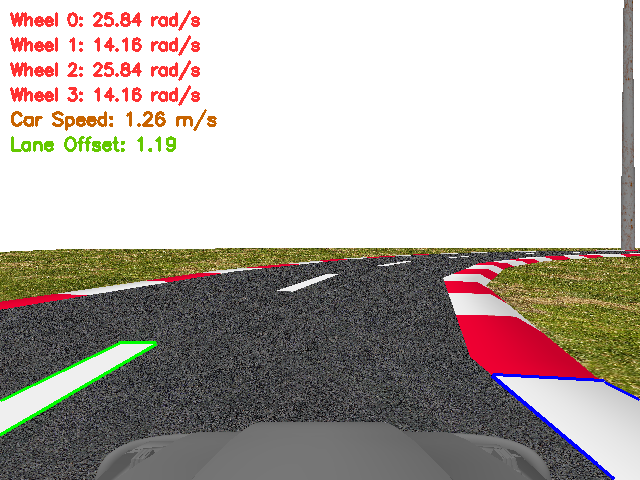 Wheel 0: 25.84 rad/s
Wheel 1: 14.16 rad/s
Wheel 2: 25.84 rad/s
Wheel 3: 14.16 rad/s
Car Speed: 1.26 m/s
Lane Offset: 1.19